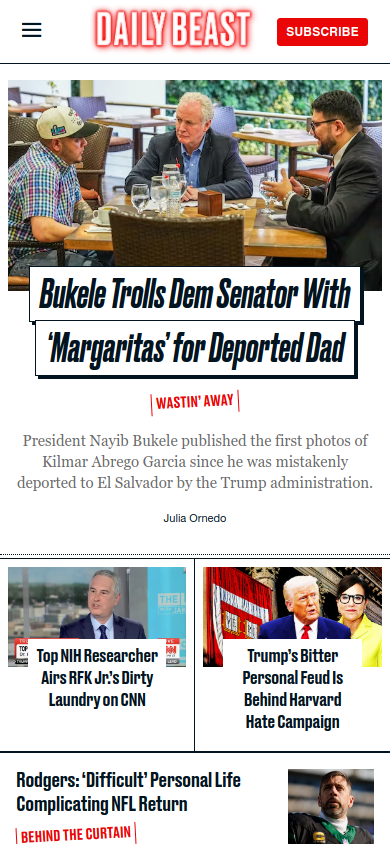 DAILY BEAST
SUBSCRIBE
Bukele Trolls Dem Senator With
‘Margaritas’ for Deported Dad
WASTIN’ AWAY
President Nayib Bukele published the first photos of
Kilmar Abrego Garcia since he was mistakenly
deported to El Salvador by the Trump administration.
Julia Ornedo
Top NIH Researcher
Airs RFK Jr.’s Dirty
Laundry on CNN
Trump’s Bitter
Personal Feud Is
Behind Harvard
Hate Campaign
Rodgers: ‘Difficult’ Personal Life
Complicating NFL Return
BEHIND THE CURTAIN